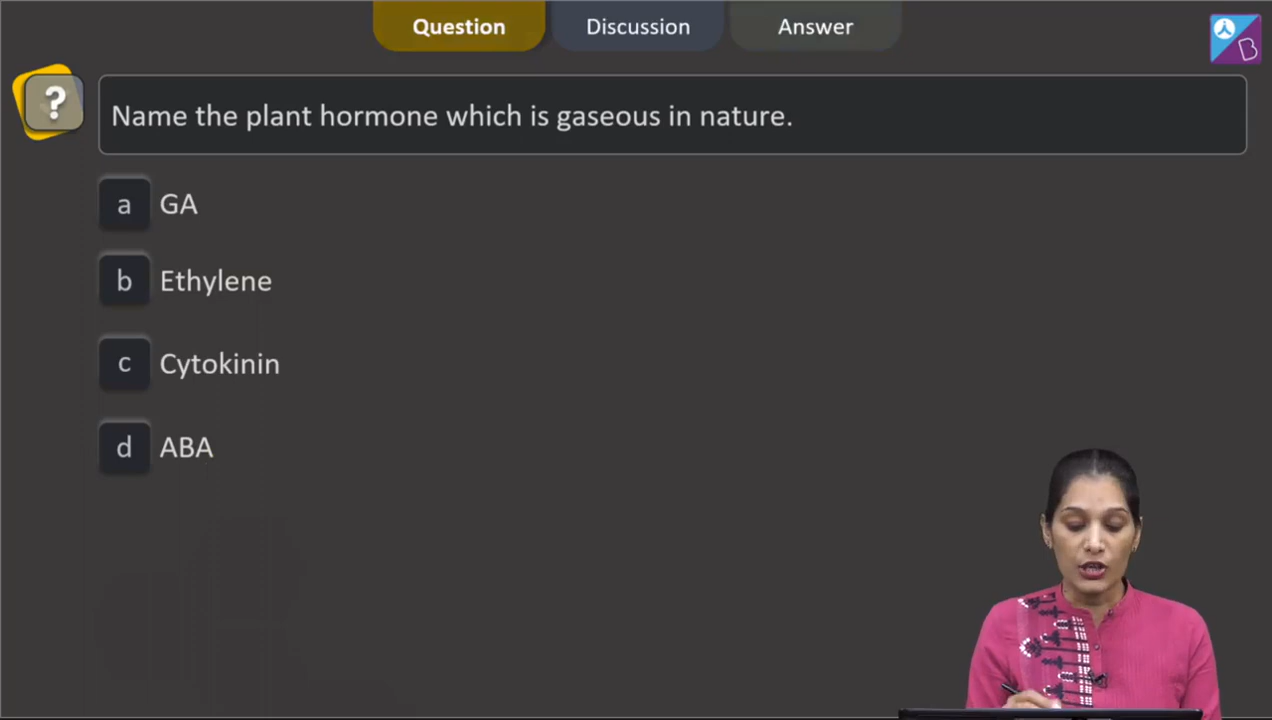 Question Discussion Answer
?
Name the plant hormone which is gaseous in nature.
a GA
b Ethylene
c Cytokinin
d ABA
B